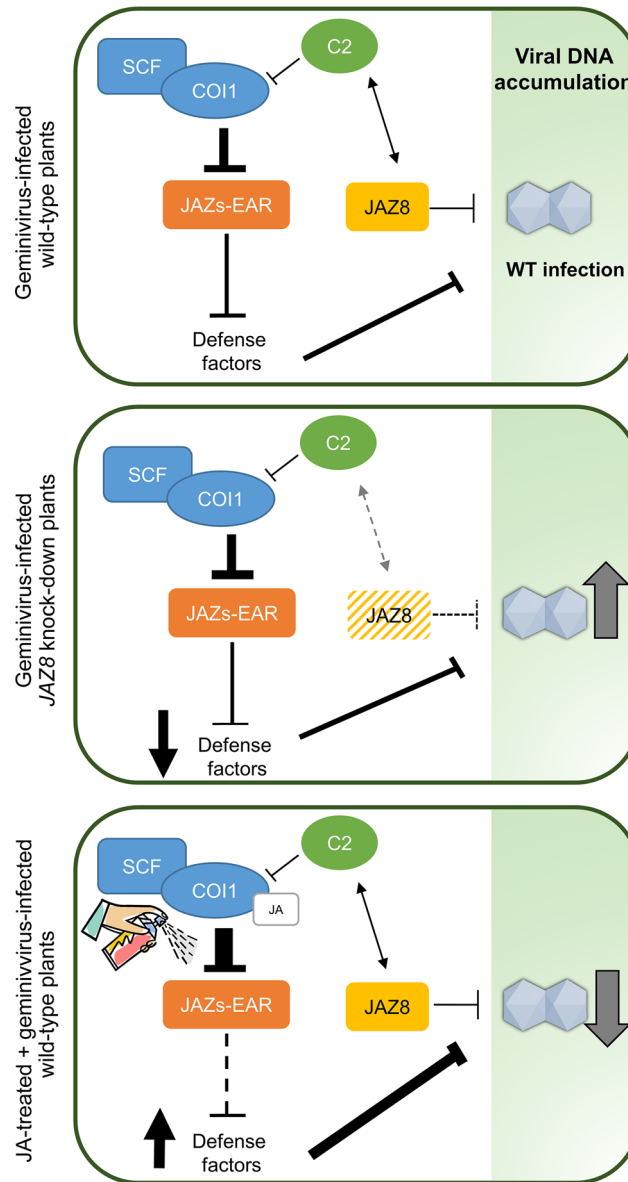 Geminivirus-infected
wild-type plants
SCF
COI1
C2
JAZs-EAR
JAZ8
Defense
factors
Viral DNA
accumulation
WT infection
Geminivirus-infected
JAZ8 knock-down plants
SCF
COI1
C2
JAZs-EAR
JAZ8
Defense
factors
JA-treated + geminivvirus-infected
wild-type plants
SCF
COI1
JA
C2
JAZs-EAR
JAZ8
Defense
factors